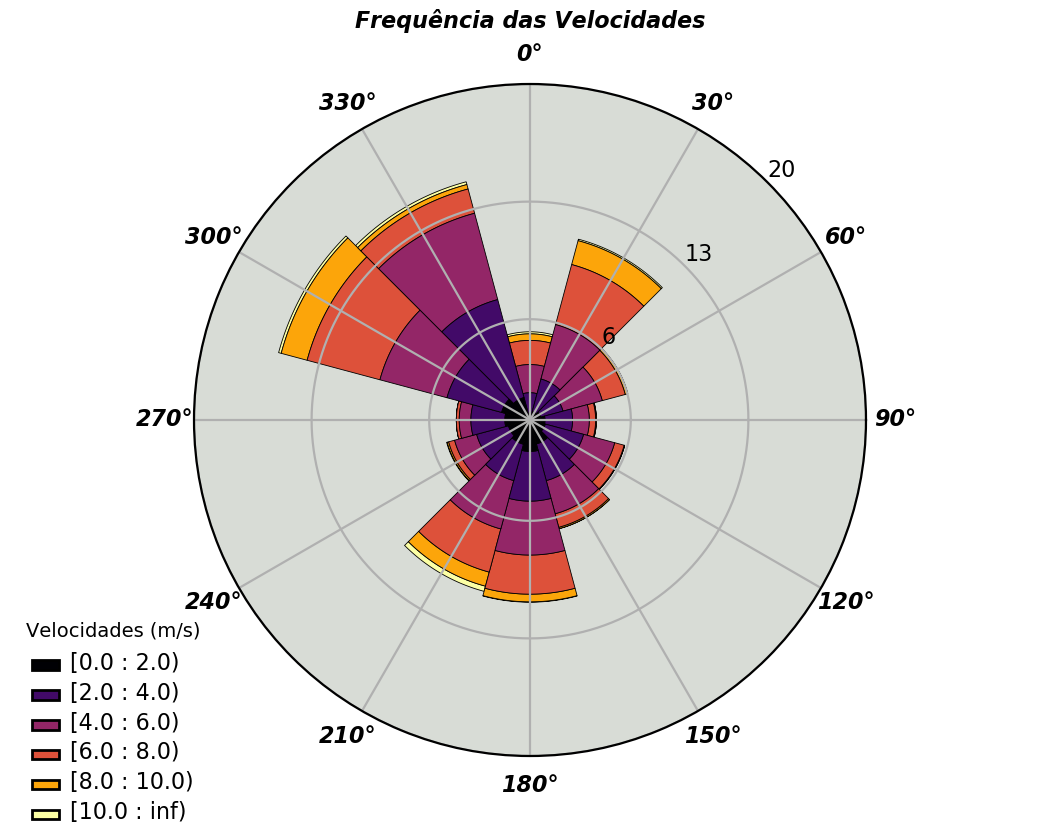 Frequência das Velocidades
0°
330°
30°
20
300°
60°
13
6
270°
90°
240°
120°
210°
150°
180°
Velocidades (m/s)
[0.0 : 2.0)
[2.0 : 4.0)
[4.0 : 6.0)
[6.0 : 8.0)
[8.0 : 10.0)
[10.0 : inf)